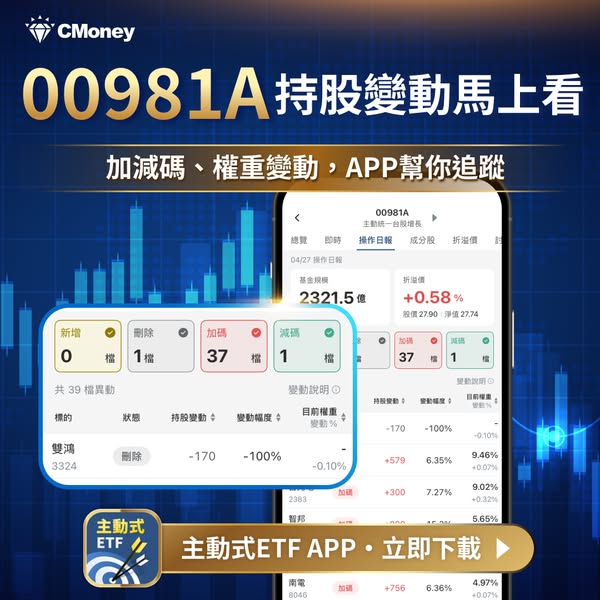 CMoney
00981A 持股變動馬上看
加減碼、權重變動，APP幫你追蹤
00981A
主動統一台股增長
總覽 即時 操作日報 成分股 折溢價
04/27 操作日報
基金規模 折溢價
2321.5 億 +0.58 %
股價 27.90 淨值 27.74
新增 刪除 加碼 減碼
0 檔 1 檔 37 檔 1 檔
共 39 檔異動 變動說明
標的 狀態 持股變動 變動幅度 目前權重
變動 %
雙鴻 刪除 -170 -100% -
3324 -0.10%
加碼 減碼
檔 37 檔 1 檔
變動說明
持股變動 變動幅度 目前權重
變動 %
-170 -100% -
-0.10%
+579 6.35% 9.46%
+0.07%
加碼 +300 7.27% 9.02%
2383 +0.32%
智邦 5.65%
主動式
ETF
主動式ETF APP・立即下載
南電 加碼 +756 6.36% 4.97%
8046 +0.07%